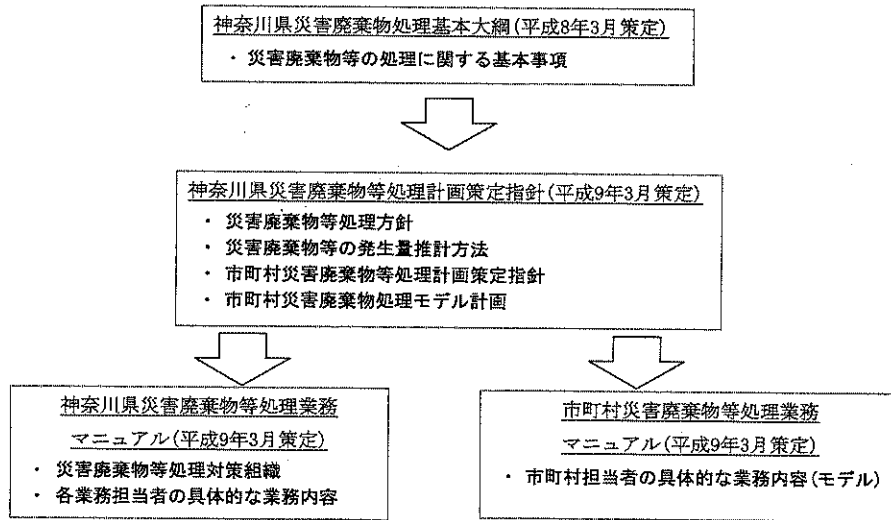 神奈川県災害廃棄物処理基本大綱(平成8年3月策定)
・ 災害廃棄物等の処理に関する基本事項
神奈川県災害廃棄物等処理計画策定指針(平成9年3月策定)
・ 災害廃棄物等処理方針
・ 災害廃棄物等の発生量推計方法
・ 市町村災害廃棄物等処理計画策定指針
・ 市町村災害廃棄物処理モデル計画
神奈川県災害廃棄物等処理業務
マニュアル(平成9年3月策定)
・ 災害廃棄物等処理対策組織
・ 各業務担当者の具体的な業務内容
市町村災害廃棄物等処理業務
マニュアル(平成9年3月策定)
・ 市町村担当者の具体的な業務内容(モデル)